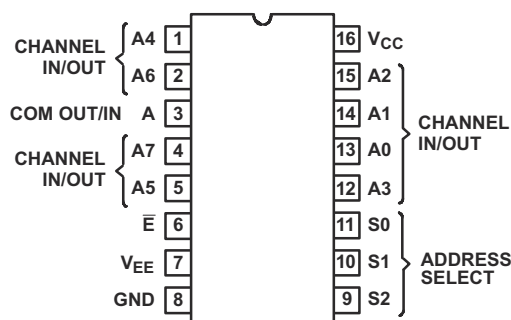 CHANNEL IN/OUT
A4 1
A6 2
COM OUT/IN A 3
CHANNEL IN/OUT
A7 4
A5 5
E̅ 6
VEE 7
GND 8
16 VCC
15 A2
14 A1
13 A0
12 A3
CHANNEL IN/OUT
11 S0
10 S1
9 S2
ADDRESS SELECT